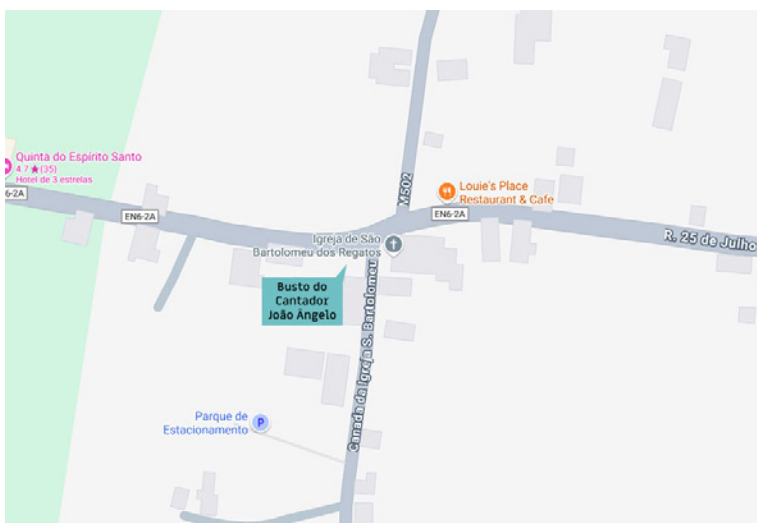 Quinta do Espírito Santo
4.7 ★ (35)
Hotel de 3 estrelas
6-2A
EN6-2A
M502
Louie's Place
Restaurant & Cafe
EN6-2A
R. 25 de Julho
Igreja de São
Bartolomeu dos Regatos
Busto do
Cantador
João Ângelo
Canada da Igreja S. Bartolomeu
Parque de
Estacionamento
P